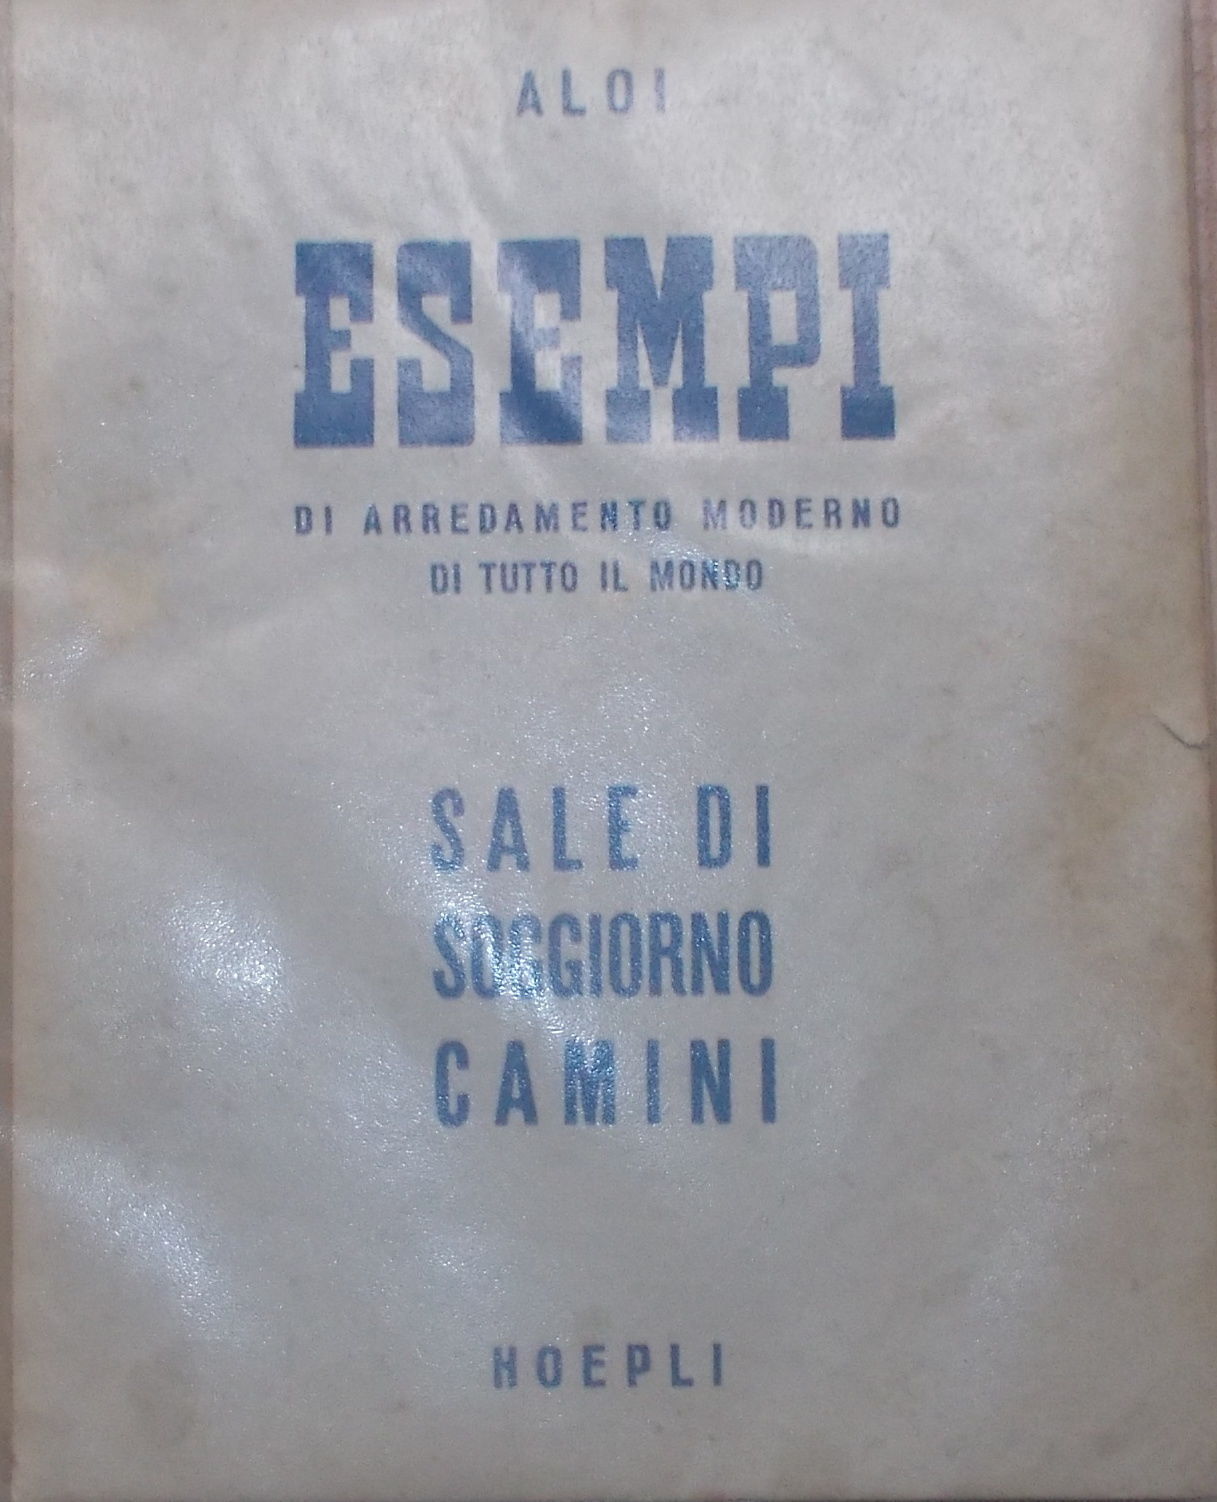 ALOI
ESEMPI
DI ARREDAMENTO MODERNO
DI TUTTO IL MONDO
SALE DI
SOGGIORNO
CAMINI
HOEPLI